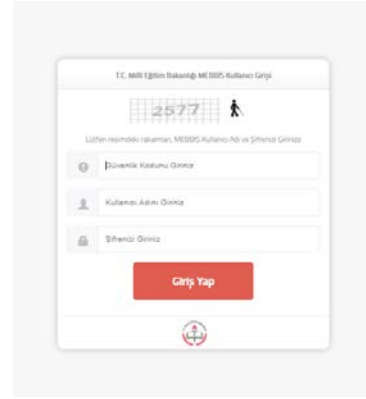 T.C. Milli Eğitim Bakanlığı MEBBİS Kullanıcı Girişi
2577
Lütfen resimdeki rakamları, MEBBİS Kullanıcı Adı ve Şifrenizi Giriniz
Güvenlik Kodunu Giriniz
Kullanıcı Adını Giriniz
Şifrenizi Giriniz
Giriş Yap